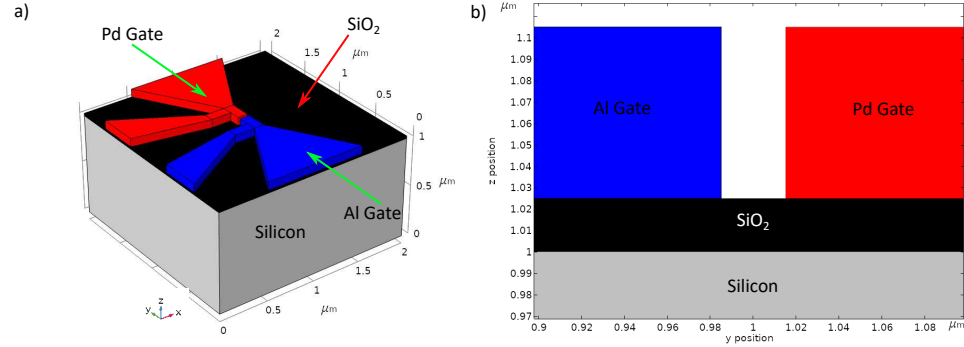 a)
Pd Gate
SiO₂
2
1.5
μm
1
0.5
0
1
0.5
μm
0
Al Gate
Silicon
2
1.5
1
μm
0.5
0
z
y
x
b)
μm
1.1
1.09
1.08
1.07
1.06
1.05
1.04
1.03
1.02
1.01
1
0.99
0.98
0.97
z position
Al Gate
Pd Gate
SiO₂
Silicon
0.9 0.92 0.94 0.96 0.98 1 1.02 1.04 1.06 1.08 μm
y position